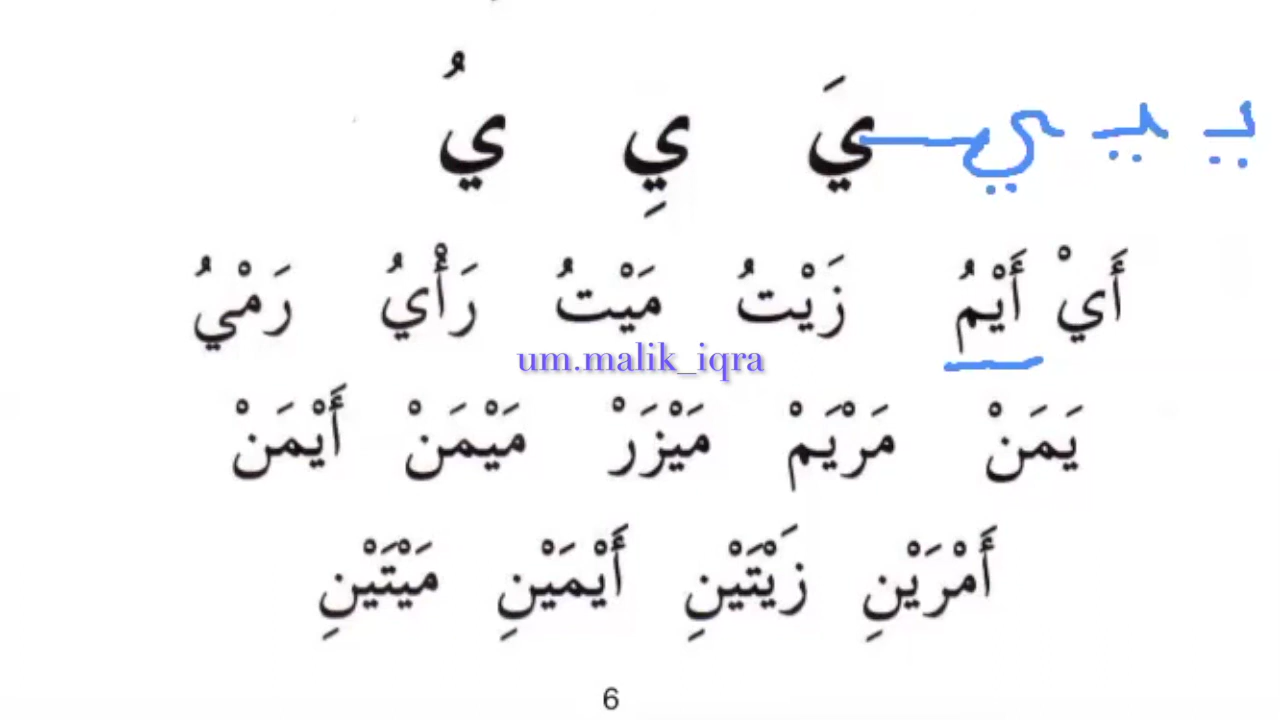 يَ يِ يُ
أَيْ أَيْمُ زَيْتُ مَيْتُ رَأْيُ رَمْيُ
um.malik_iqra
يَمَنْ مَرْيَمْ مَيْزَرْ مَيْمَنْ أَيْمَنْ
أَمْرَيْنِ زَيْتَيْنِ أَيْمَيْنِ مَيْتَيْنِ
6